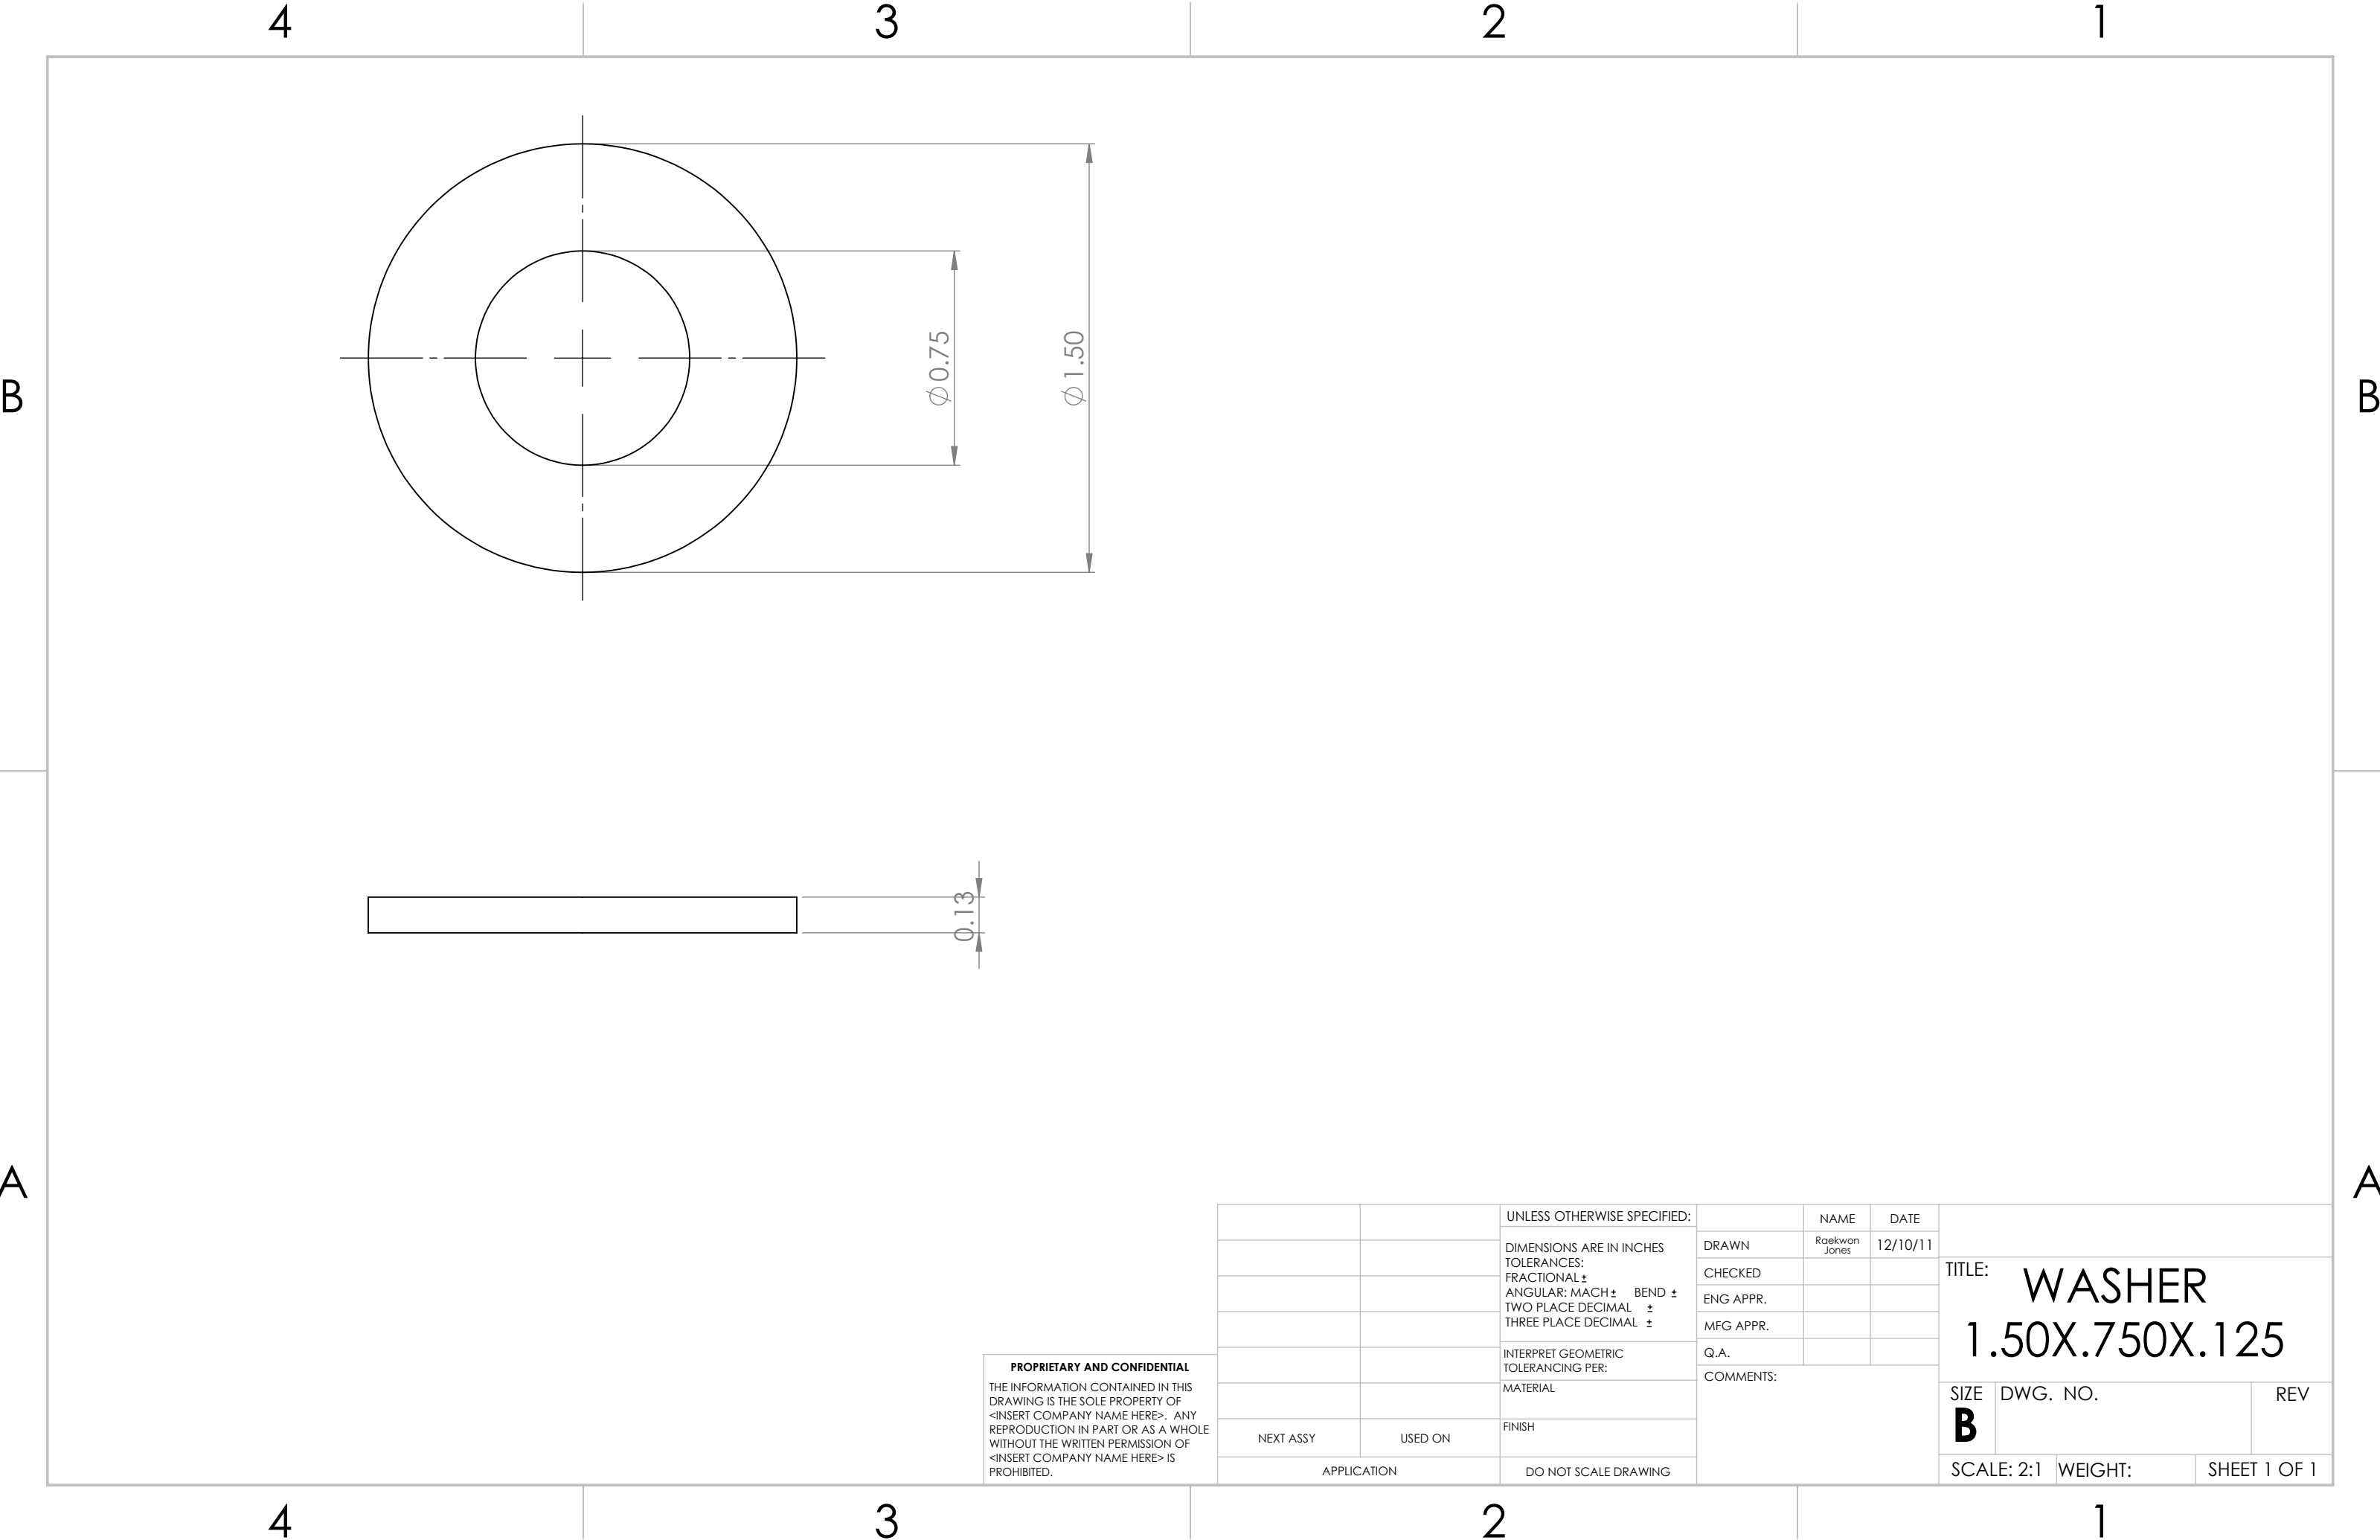 4
3
2
1
B
B
⌀0.75
⌀1.50
0.13
A
A
UNLESS OTHERWISE SPECIFIED:
DIMENSIONS ARE IN INCHES
TOLERANCES:
FRACTIONAL ±
ANGULAR: MACH ± BEND ±
TWO PLACE DECIMAL ±
THREE PLACE DECIMAL ±
INTERPRET GEOMETRIC
TOLERANCING PER:
MATERIAL
FINISH
DO NOT SCALE DRAWING
NAME
DATE
DRAWN
Raekwon
Jones
12/10/11
CHECKED
ENG APPR.
MFG APPR.
Q.A.
COMMENTS:
TITLE:
WASHER
1.50X.750X.125
SIZE
B
DWG. NO.
REV
SCALE: 2:1
WEIGHT:
SHEET 1 OF 1
PROPRIETARY AND CONFIDENTIAL
THE INFORMATION CONTAINED IN THIS
DRAWING IS THE SOLE PROPERTY OF
<INSERT COMPANY NAME HERE>. ANY
REPRODUCTION IN PART OR AS A WHOLE
WITHOUT THE WRITTEN PERMISSION OF
<INSERT COMPANY NAME HERE> IS
PROHIBITED.
NEXT ASSY
USED ON
APPLICATION
4
3
2
1